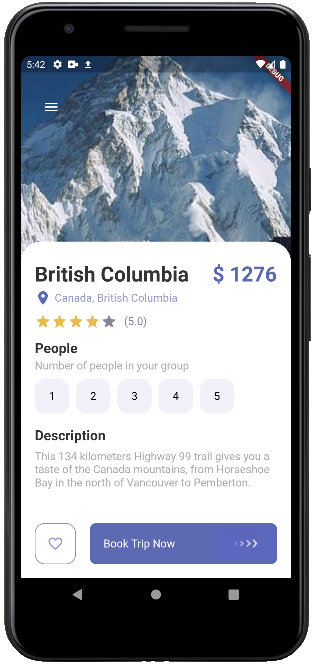 5:42
DEBUG
British Columbia
$ 1276
Canada, British Columbia
(5.0)
People
Number of people in your group
1 2 3 4 5
Description
This 134 kilometers Highway 99 trail gives you a
taste of the Canada mountains, from Horseshoe
Bay in the north of Vancouver to Pemberton.
Book Trip Now